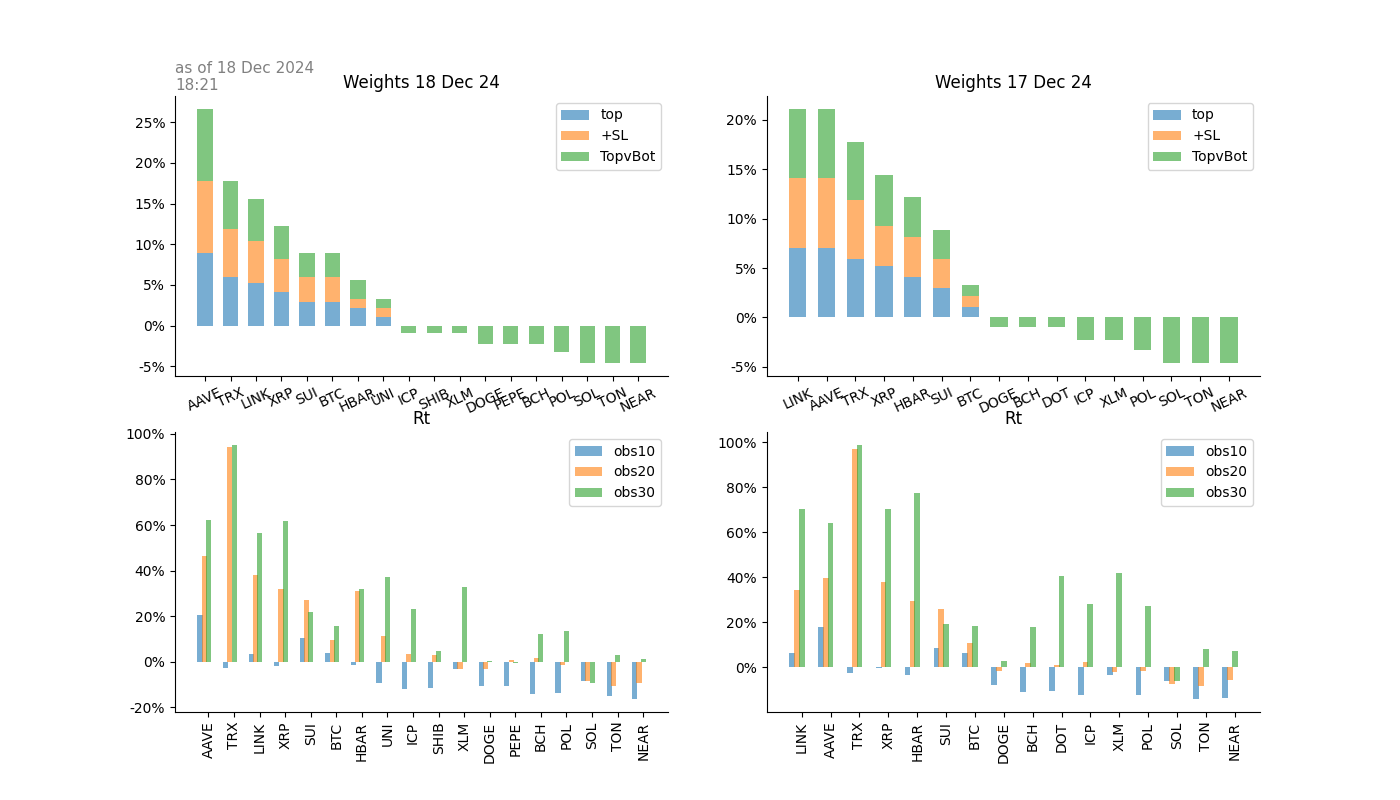 as of 18 Dec 2024
18:21
Weights 18 Dec 24
25%
20%
15%
10%
5%
0%
-5%
top
+SL
TopvBot
AAVE TRX LINK XRP SUI BTC HBAR UNI ICP SHIB XLM DOGE PEPE BCH POL SOL TON NEAR
Weights 17 Dec 24
20%
15%
10%
5%
0%
-5%
top
+SL
TopvBot
LINK AAVE TRX XRP HBAR SUI BTC DOGE BCH DOT ICP XLM POL SOL TON NEAR
Rt
100%
80%
60%
40%
20%
0%
-20%
obs10
obs20
obs30
AAVE TRX LINK XRP SUI BTC HBAR UNI ICP SHIB XLM DOGE PEPE BCH POL SOL TON NEAR
Rt
100%
80%
60%
40%
20%
0%
obs10
obs20
obs30
LINK AAVE TRX XRP HBAR SUI BTC DOGE BCH DOT ICP XLM POL SOL TON NEAR